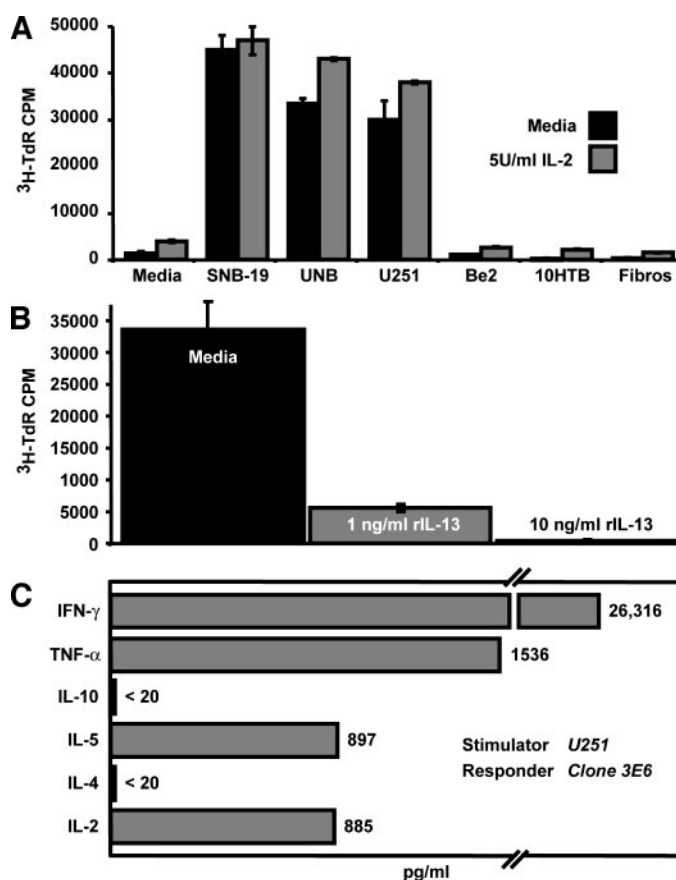 A
³H-TdR CPM
50000
40000
30000
20000
10000
0
Media
5U/ml IL-2
Media SNB-19 UNB U251 Be2 10HTB Fibros
B
³H-TdR CPM
35000
30000
25000
20000
15000
10000
5000
0
Media
1 ng/ml rIL-13
10 ng/ml rIL-13
C
IFN-γ 26,316
TNF-α 1536
IL-10 < 20
IL-5 897
IL-4 < 20
IL-2 885
Stimulator U251
Responder Clone 3E6
pg/ml